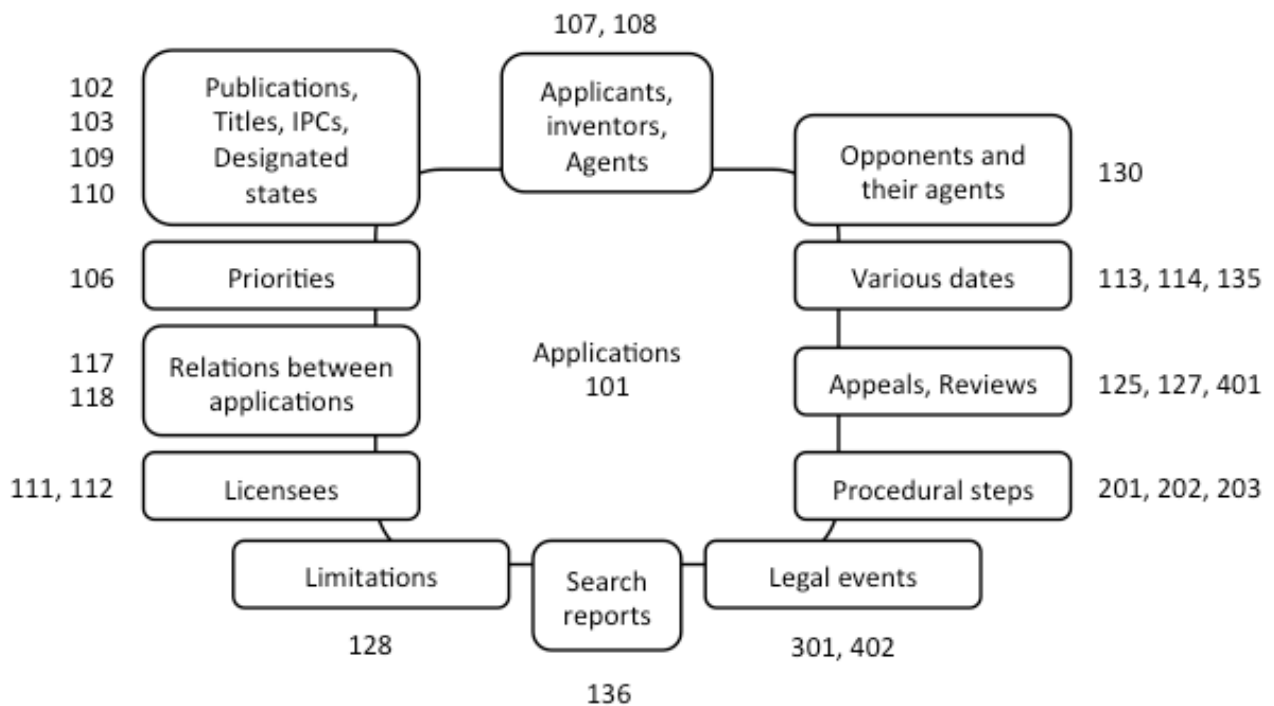 107, 108
102
103
109
110
Publications,
Titles, IPCs,
Designated
states
Applicants,
inventors,
Agents
Opponents and
their agents
130
106
Priorities
Various dates
113, 114, 135
117
118
Relations between
applications
Applications
101
Appeals, Reviews
125, 127, 401
111, 112
Licensees
Procedural steps
201, 202, 203
Limitations
128
Search
reports
136
Legal events
301, 402